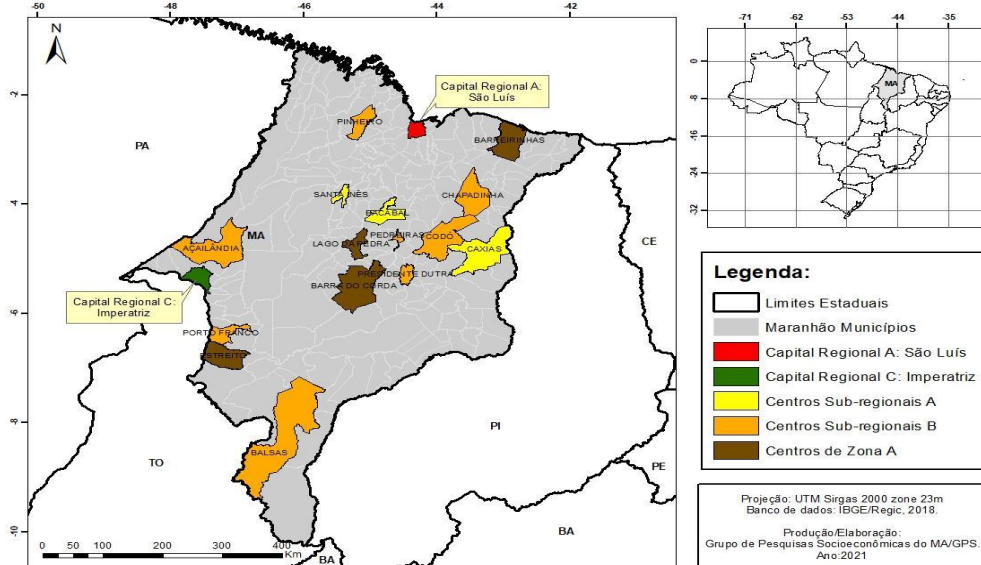 -50
-48
-46
-44
-42
N
Capital Regional A:
São Luís
-2
-4
-6
-8
-10
PINHEIRO
BARREIRINHAS
PA
SANTA INÊS
CHAPADINHA
BACABAL
MA
LAGO DA PEDRA
PEDREIRAS
CODÓ
CAXIAS
CE
AÇAILÂNDIA
PRESIDENTE DUTRA
BARRA DO CORDA
Capital Regional C:
Imperatriz
PORTO FRANCO
ESTREITO
BALSAS
PI
TO
PE
BA
BA
0 50 100 200 300 400
Km
-71
-62
-53
-44
-35
0
-8
-16
-24
-32
MA
Legenda:
Limites Estaduais
Maranhão Municípios
Capital Regional A: São Luís
Capital Regional C: Imperatriz
Centros Sub-regionais A
Centros Sub-regionais B
Centros de Zona A
Projeção: UTM Sirgas 2000 zone 23m
Banco de dados: IBGE/Regic, 2018.
Produção/Elaboração:
Grupo de Pesquisas Socioeconômicas do MA/GPS.
Ano:2021